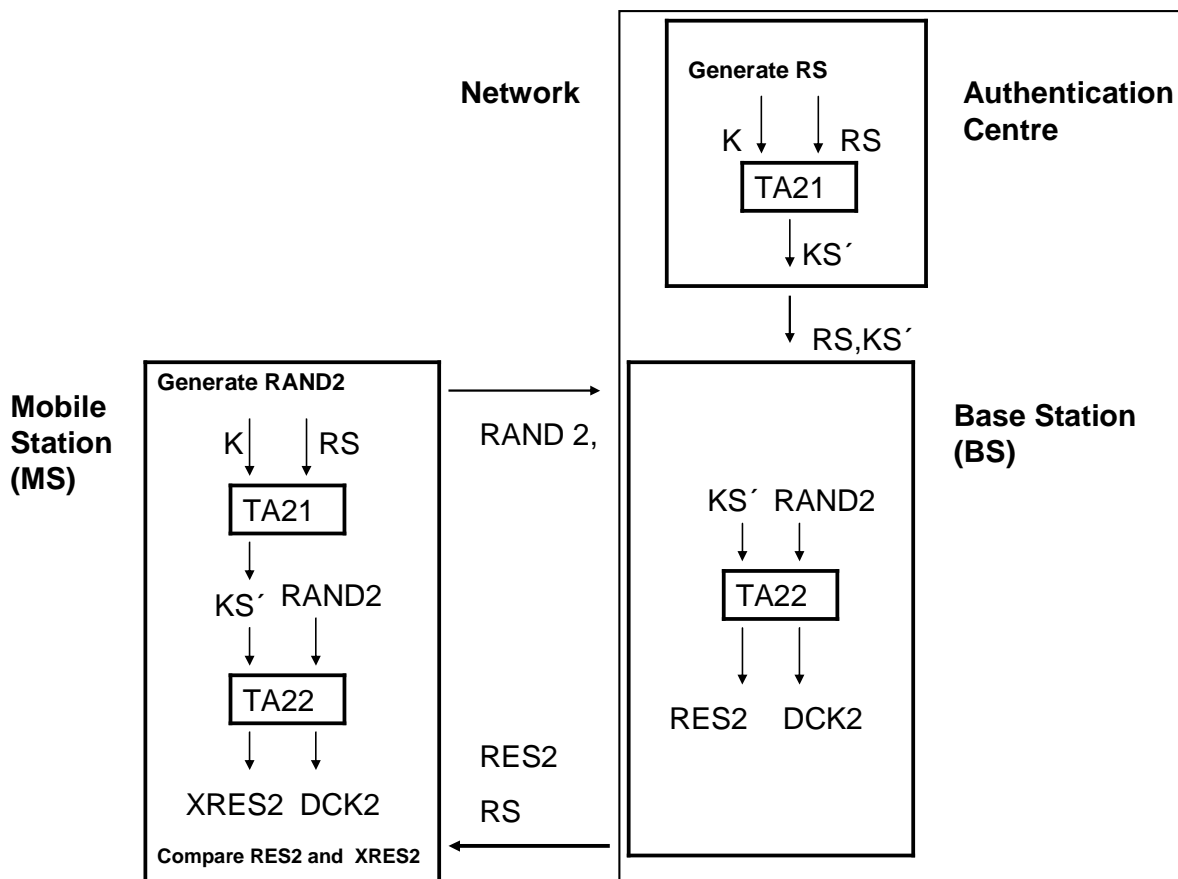 Network
Generate RS
Authentication
Centre
K
RS
TA21
KS´
RS,KS´
Mobile
Station
(MS)
Generate RAND2
K
RS
TA21
KS´
RAND2
TA22
XRES2
DCK2
Compare RES2 and XRES2
RAND 2,
RES2
RS
Base Station
(BS)
KS´
RAND2
TA22
RES2
DCK2